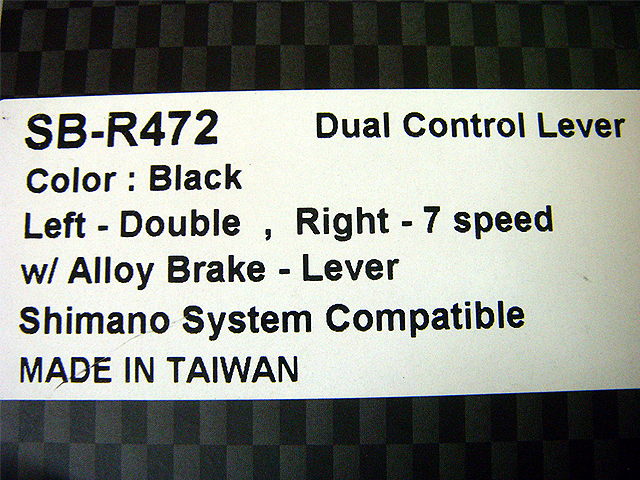 SB-R472 Dual Control Lever
Color : Black
Left - Double , Right - 7 speed
w/ Alloy Brake - Lever
Shimano System Compatible
MADE IN TAIWAN